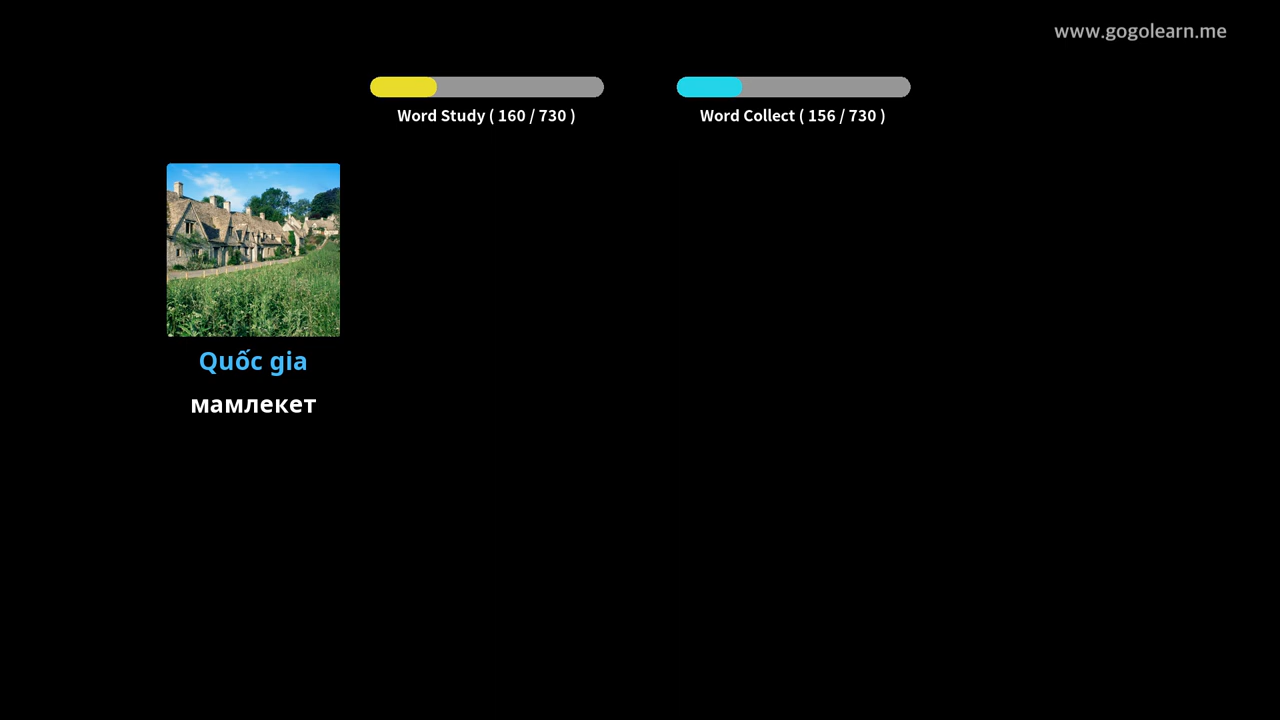 www.gogolearn.me
Word Study ( 160 / 730 )
Word Collect ( 156 / 730 )
Quốc gia
мамлекет